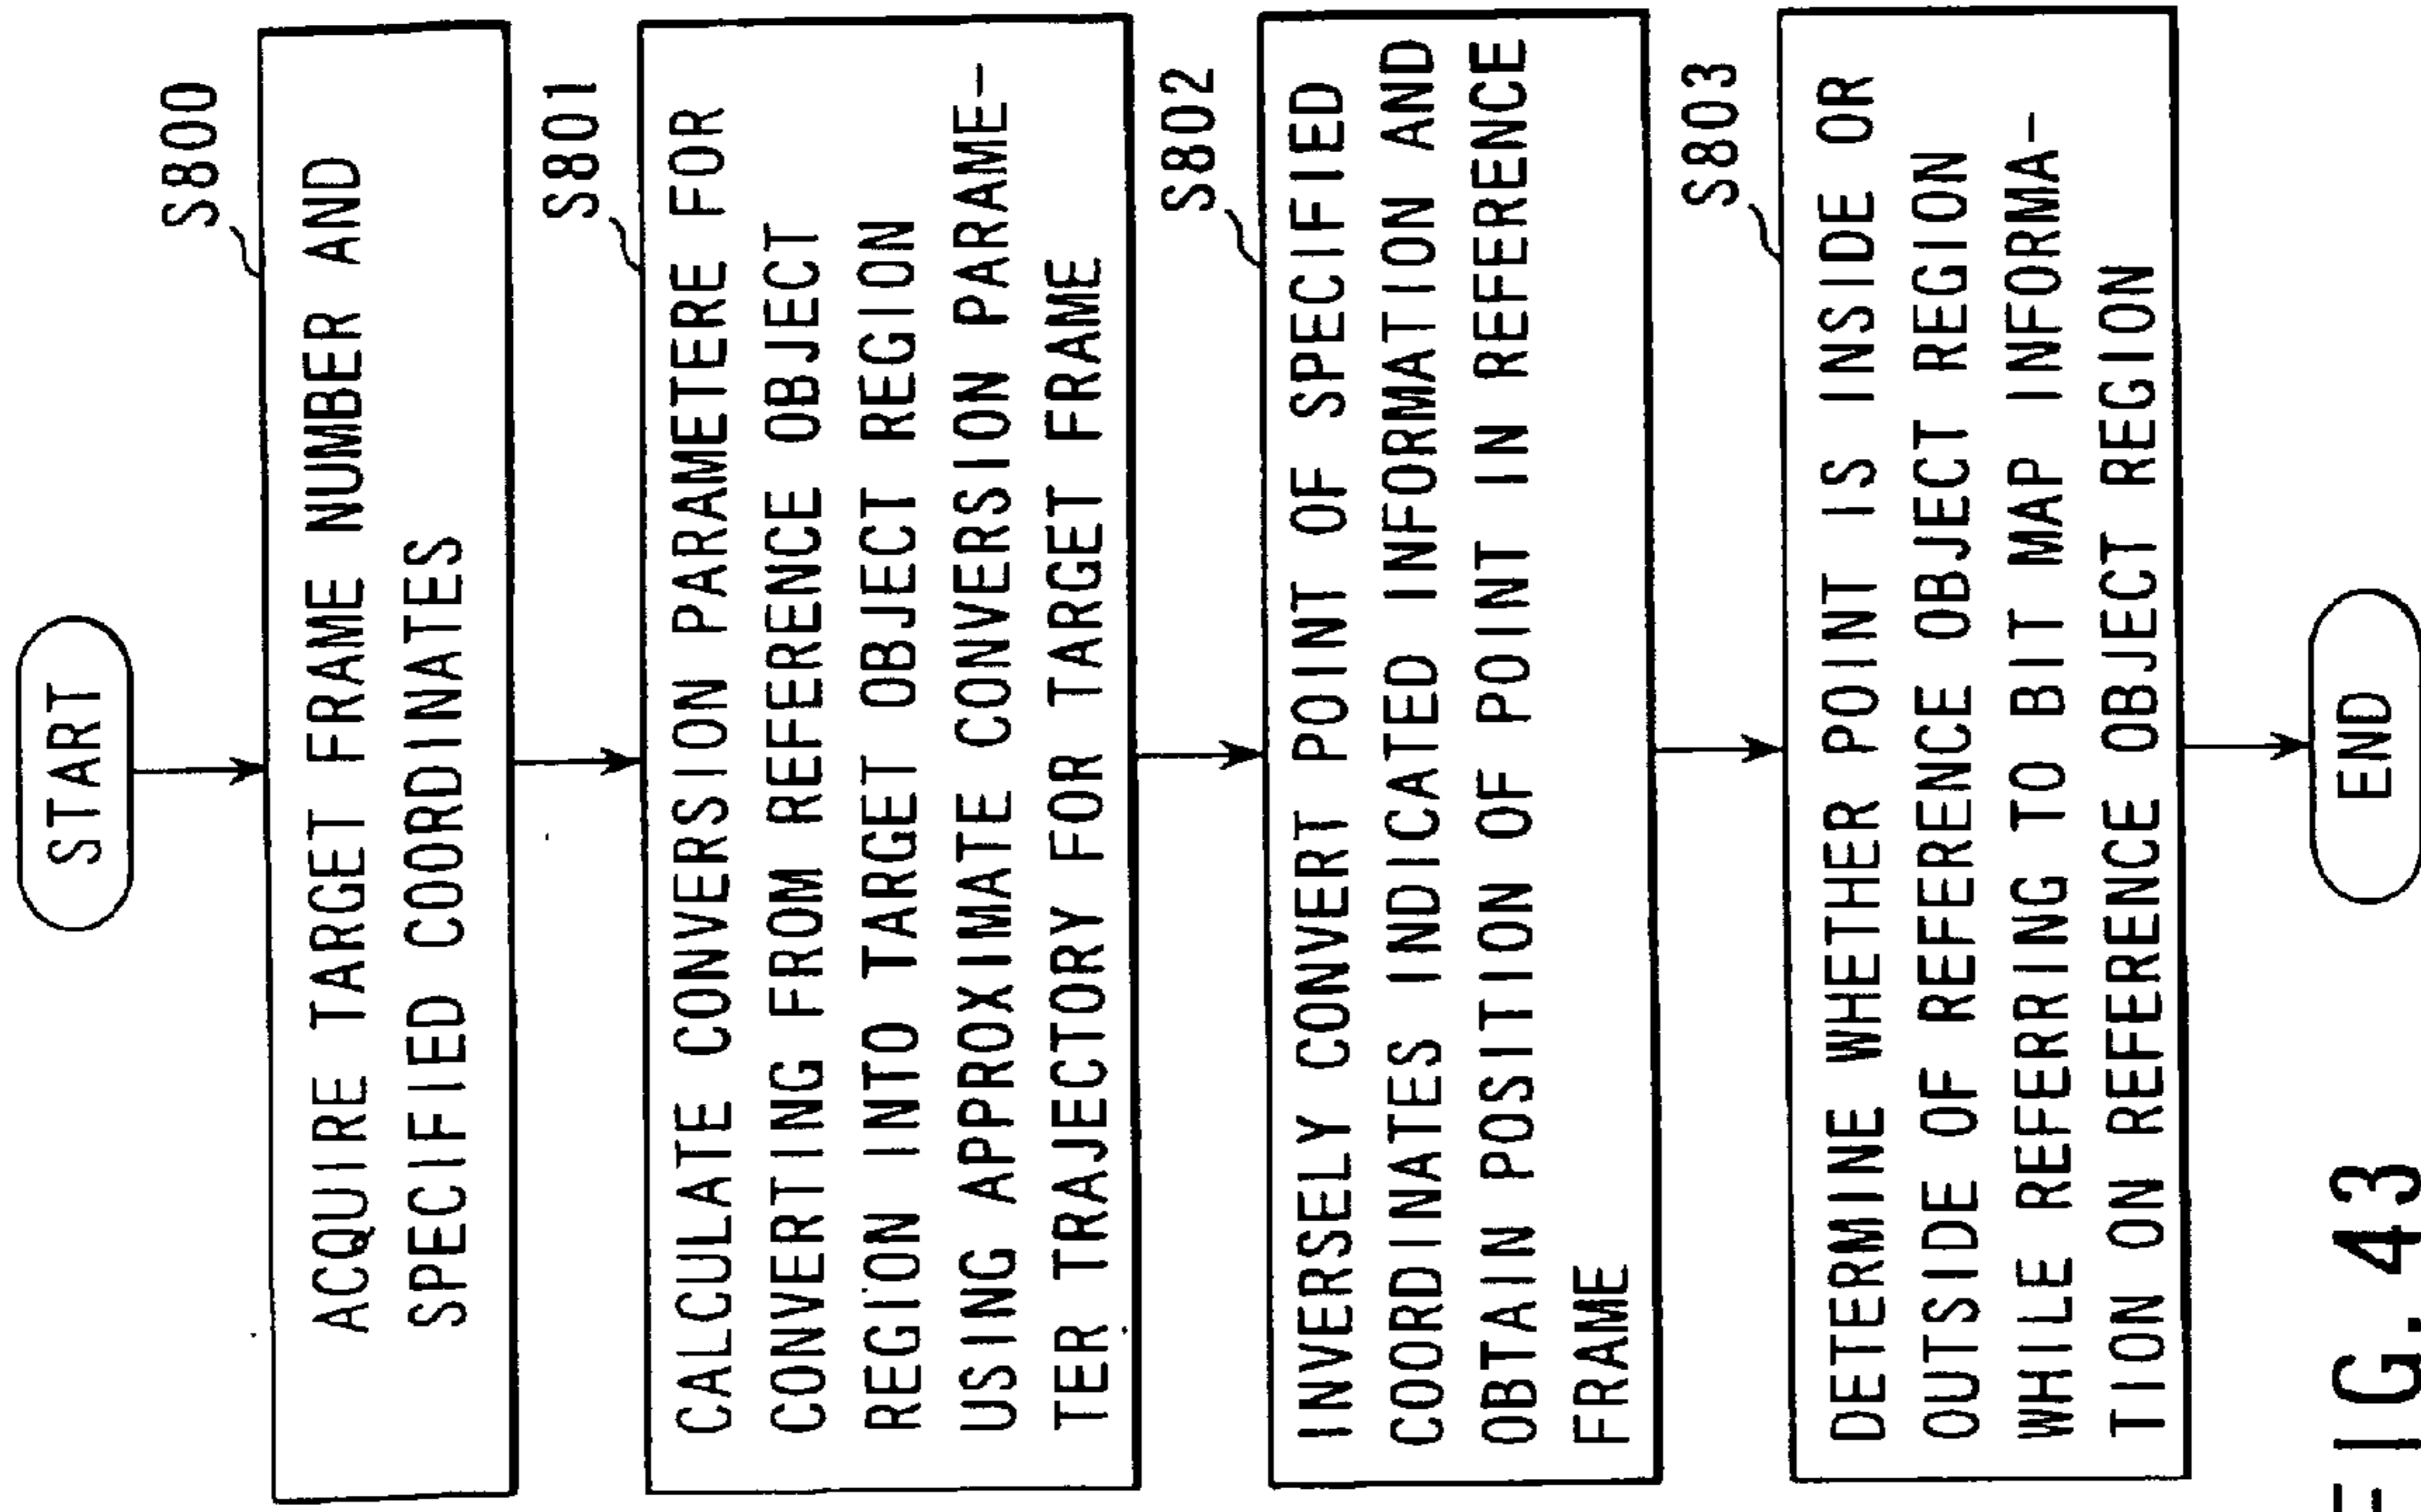 START
S800
ACQUIRE TARGET FRAME NUMBER AND
SPECIFIED COORDINATES
S801
CALCULATE CONVERSION PARAMETERE FOR
CONVERTING FROM REFERENCE OBJECT
REGION INTO TARGET OBJECT REGION
USING APPROXIMATE CONVERSION PARAME-
TER TRAJECTORY FOR TARGET FRAME
S802
INVERSELY CONVERT POINT OF SPECIFIED
COORDINATES INDICATED INFORMATION AND
OBTAIN POSITION OF POINT IN REFERENCE
FRAME
S803
DETERMINE WHETHER POINT IS INSIDE OR
OUTSIDE OF REFERENCE OBJECT REGION
WHILE REFERRING TO BIT MAP INFORMA-
TION ON REFERENCE OBJECT REGION
END
FIG. 43